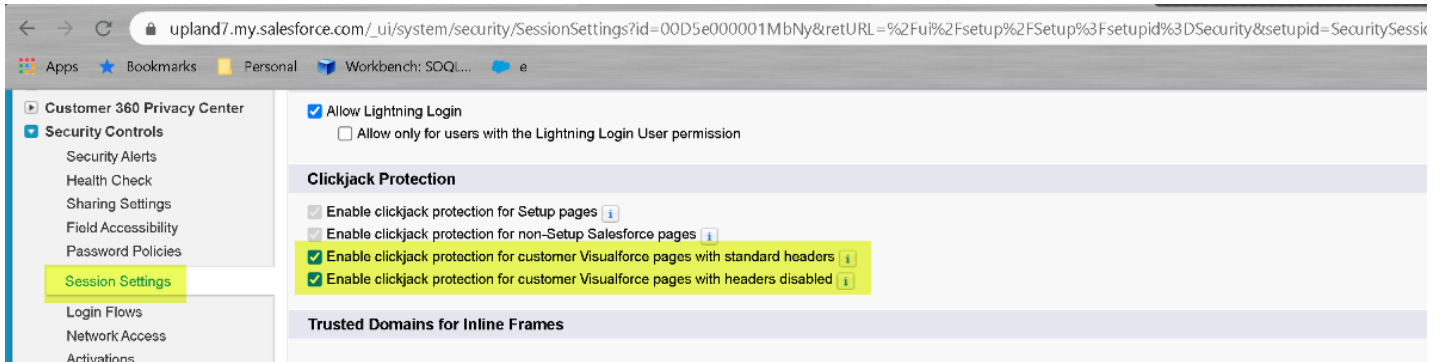 upland7.my.salesforce.com/_ui/system/security/SessionSettings?id=00D5e000001MbNy&retURL=%2Fui%2Fsetup%2FSetup%3Fsetupid%3DSecurity&setupid=SecuritySessic
Apps Bookmarks Personal Workbench: SOQL... e
Customer 360 Privacy Center
Security Controls
Security Alerts
Health Check
Sharing Settings
Field Accessibility
Password Policies
Session Settings
Login Flows
Network Access
Activations
Allow Lightning Login
Allow only for users with the Lightning Login User permission
Clickjack Protection
Enable clickjack protection for Setup pages i
Enable clickjack protection for non-Setup Salesforce pages i
Enable clickjack protection for customer Visualforce pages with standard headers i
Enable clickjack protection for customer Visualforce pages with headers disabled i
Trusted Domains for Inline Frames